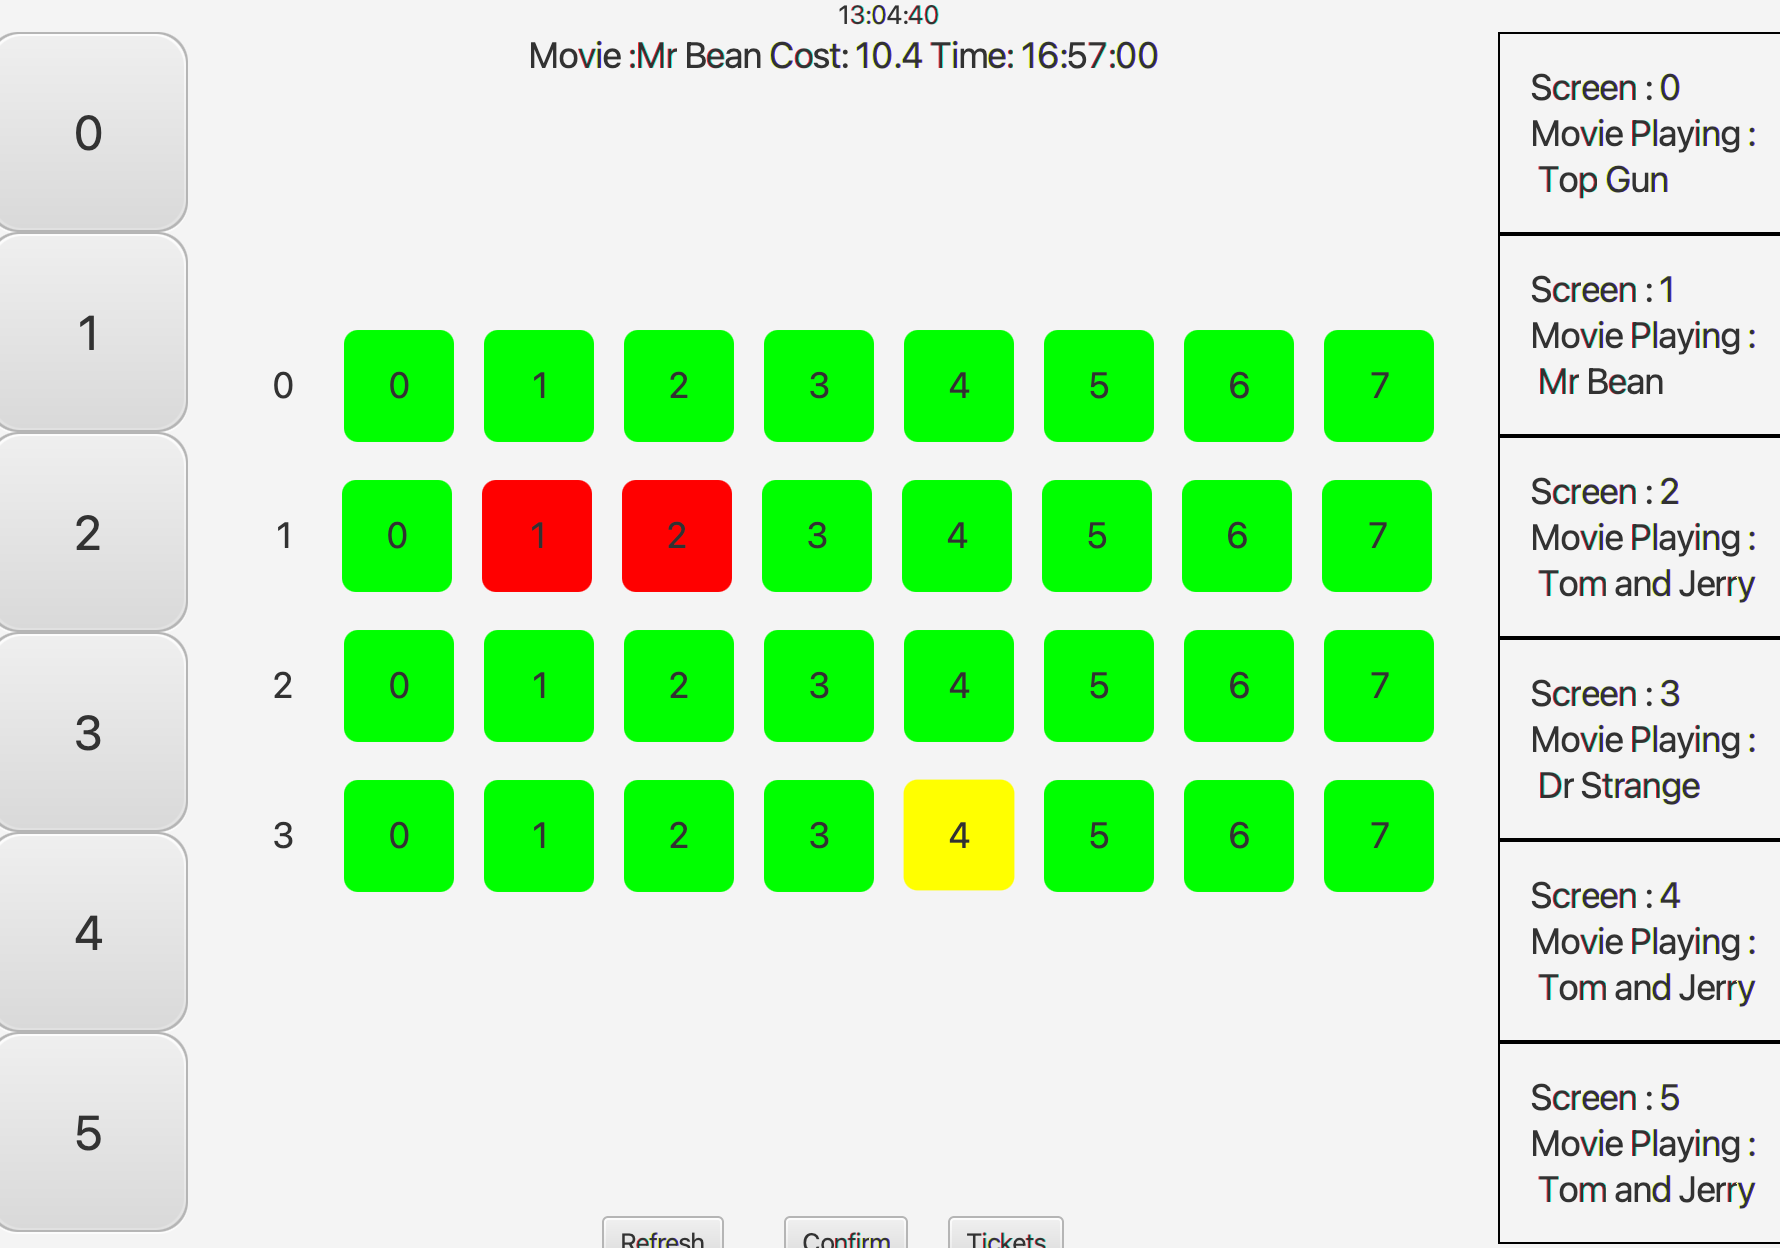 13:04:40
Movie :Mr Bean Cost: 10.4 Time: 16:57:00
0
1
2
3
4
5
0 0 1 2 3 4 5 6 7
1 0 1 2 3 4 5 6 7
2 0 1 2 3 4 5 6 7
3 0 1 2 3 4 5 6 7
Screen : 0
Movie Playing :
Top Gun
Screen : 1
Movie Playing :
Mr Bean
Screen : 2
Movie Playing :
Tom and Jerry
Screen : 3
Movie Playing :
Dr Strange
Screen : 4
Movie Playing :
Tom and Jerry
Screen : 5
Movie Playing :
Tom and Jerry
Refresh Confirm Tickets